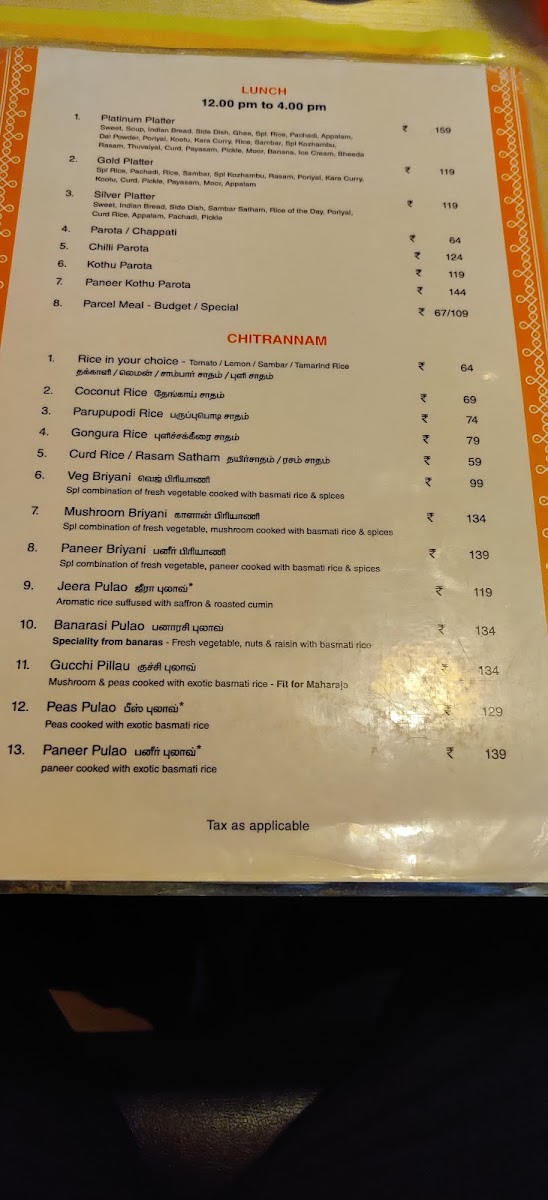 LUNCH
12.00 pm to 4.00 pm
1. Platinum Platter ₹ 159
Sweet, Soup, Indian Bread, Side Dish, Ghee, Spl. Rice, Pachadi, Appalam,
Dal Powder, Poriyal, Kootu, Kara Curry, Rice, Sambar, Spl Kozhambu,
Rasam, Thuvaiyal, Curd, Payasam, Pickle, Moor, Banana, Ice Cream, Bheeda
2. Gold Platter ₹ 119
Spl Rice, Pachadi, Rice, Sambar, Spl Kozhambu, Rasam, Poriyal, Kara Curry,
Kootu, Curd, Pickle, Payasam, Moor, Appalam
3. Silver Platter ₹ 119
Sweet, Indian Bread, Side Dish, Sambar Satham, Rice of the Day, Poriyal,
Curd Rice, Appalam, Pachadi, Pickle
4. Parota / Chappati ₹ 64
5. Chilli Parota ₹ 124
6. Kothu Parota ₹ 119
7. Paneer Kothu Parota ₹ 144
8. Parcel Meal - Budget / Special ₹ 67/109
CHITRANNAM
1. Rice in your choice - Tomato / Lemon / Sambar / Tamarind Rice ₹ 64
தக்காளி / லெமன் / சாம்பார் சாதம் / புளி சாதம்
2. Coconut Rice தேங்காய் சாதம் ₹ 69
3. Parupupodi Rice பருப்புபொடி சாதம் ₹ 74
4. Gongura Rice புளிச்சக்கீரை சாதம் ₹ 79
5. Curd Rice / Rasam Satham தயிர்சாதம் / ரசம் சாதம் ₹ 59
6. Veg Briyani வெஜ் பிரியாணி ₹ 99
Spl combination of fresh vegetable cooked with basmati rice & spices
7. Mushroom Briyani காளான் பிரியாணி ₹ 134
Spl combination of fresh vegetable, mushroom cooked with basmati rice & spices
8. Paneer Briyani பனீர் பிரியாணி ₹ 139
Spl combination of fresh vegetable, paneer cooked with basmati rice & spices
9. Jeera Pulao ஜீரா புலாவ்* ₹ 119
Aromatic rice suffused with saffron & roasted cumin
10. Banarasi Pulao பனாரசி புலாவ் ₹ 134
Speciality from banaras - Fresh vegetable, nuts & raisin with basmati rice
11. Gucchi Pillau குச்சி புலாவ் ₹ 134
Mushroom & peas cooked with exotic basmati rice - Fit for Maharaja
12. Peas Pulao பீஸ் புலாவ்* ₹ 129
Peas cooked with exotic basmati rice
13. Paneer Pulao பனீர் புலாவ்* ₹ 139
paneer cooked with exotic basmati rice
Tax as applicable